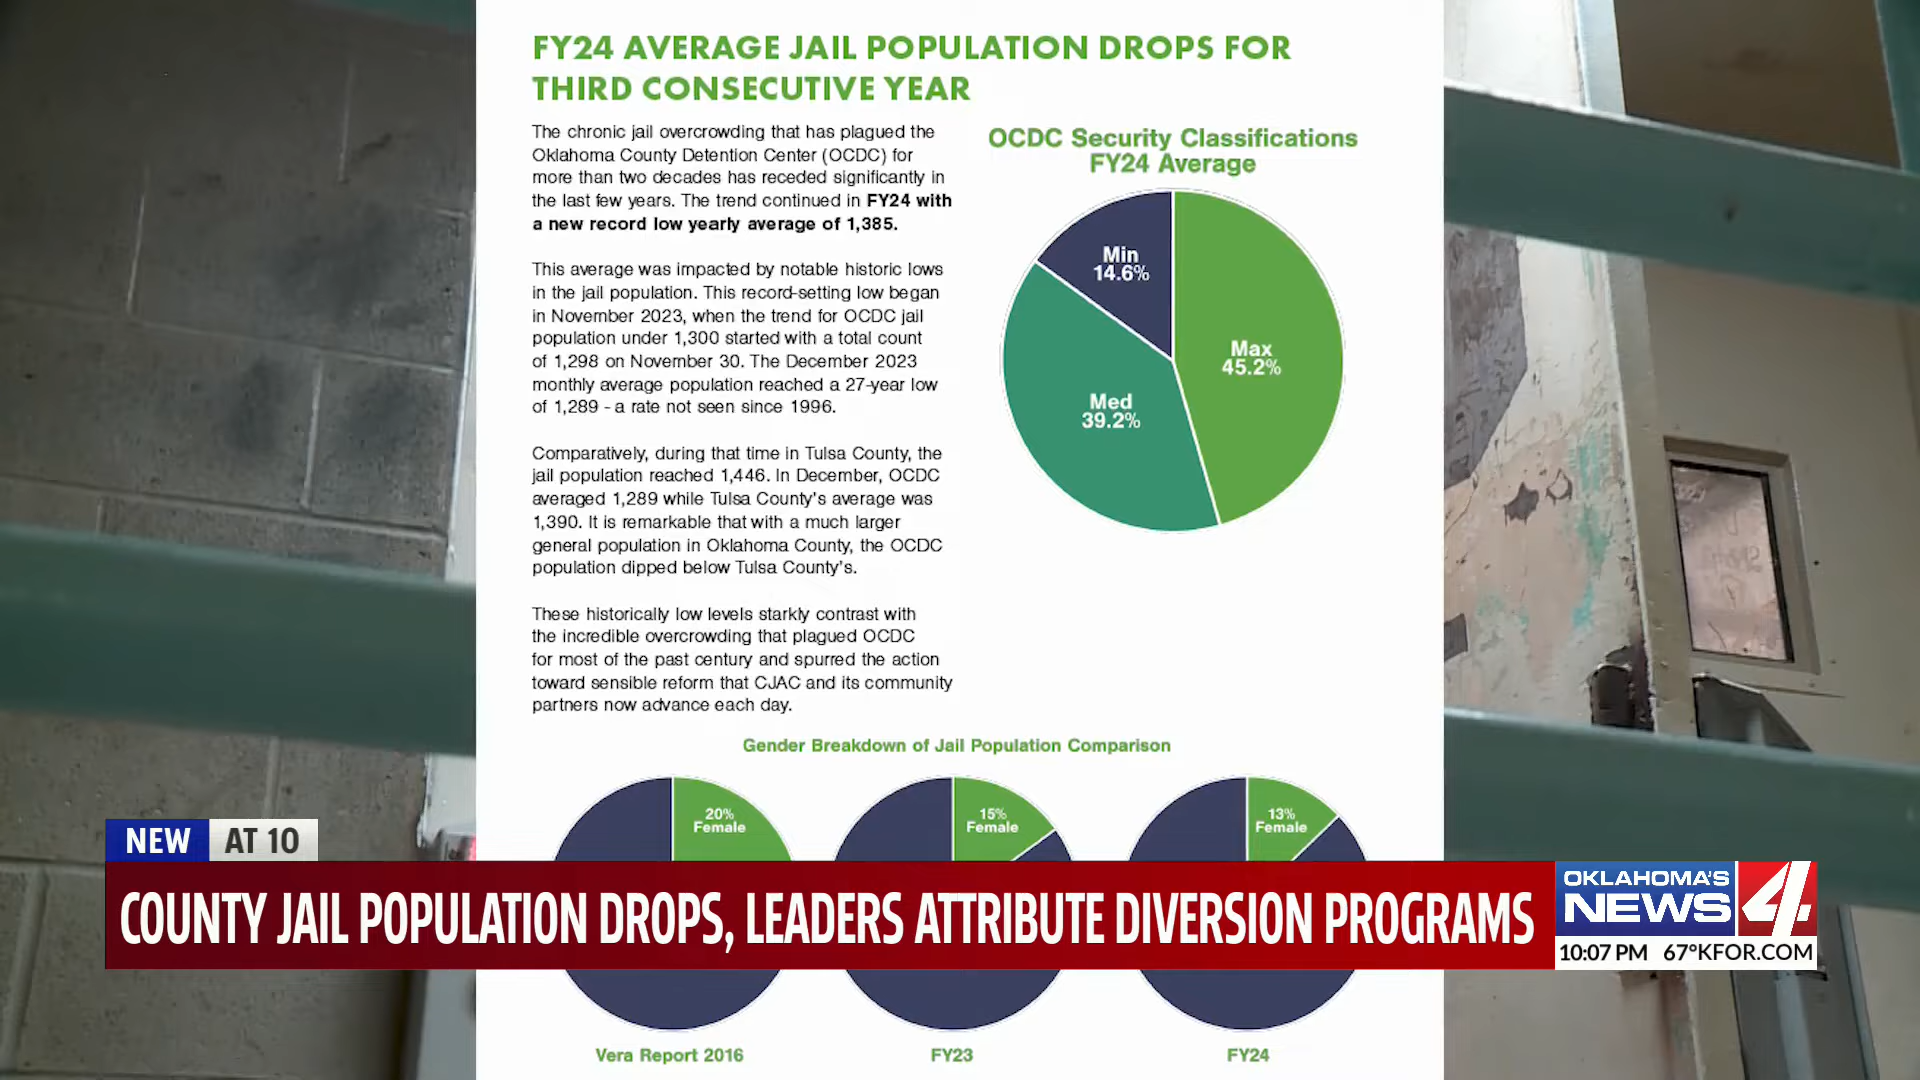 FY24 AVERAGE JAIL POPULATION DROPS FOR
THIRD CONSECUTIVE YEAR
The chronic jail overcrowding that has plagued the
Oklahoma County Detention Center (OCDC) for
more than two decades has receded significantly in
the last few years. The trend continued in FY24 with
a new record low yearly average of 1,385.
This average was impacted by notable historic lows
in the jail population. This record-setting low began
in November 2023, when the trend for OCDC jail
population under 1,300 started with a total count
of 1,298 on November 30. The December 2023
monthly average population reached a 27-year low
of 1,289 - a rate not seen since 1996.
Comparatively, during that time in Tulsa County, the
jail population reached 1,446. In December, OCDC
averaged 1,289 while Tulsa County's average was
1,390. It is remarkable that with a much larger
general population in Oklahoma County, the OCDC
population dipped below Tulsa County's.
These historically low levels starkly contrast with
the incredible overcrowding that plagued OCDC
for most of the past century and spurred the action
toward sensible reform that CJAC and its community
partners now advance each day.
OCDC Security Classifications
FY24 Average
Min
14.6%
Max
45.2%
Med
39.2%
Gender Breakdown of Jail Population Comparison
20%
Female
15%
Female
13%
Female
NEW AT 10
COUNTY JAIL POPULATION DROPS, LEADERS ATTRIBUTE DIVERSION PROGRAMS
OKLAHOMA'S
NEWS 4
10:07 PM 67° KFOR.COM
Vera Report 2016
FY23
FY24